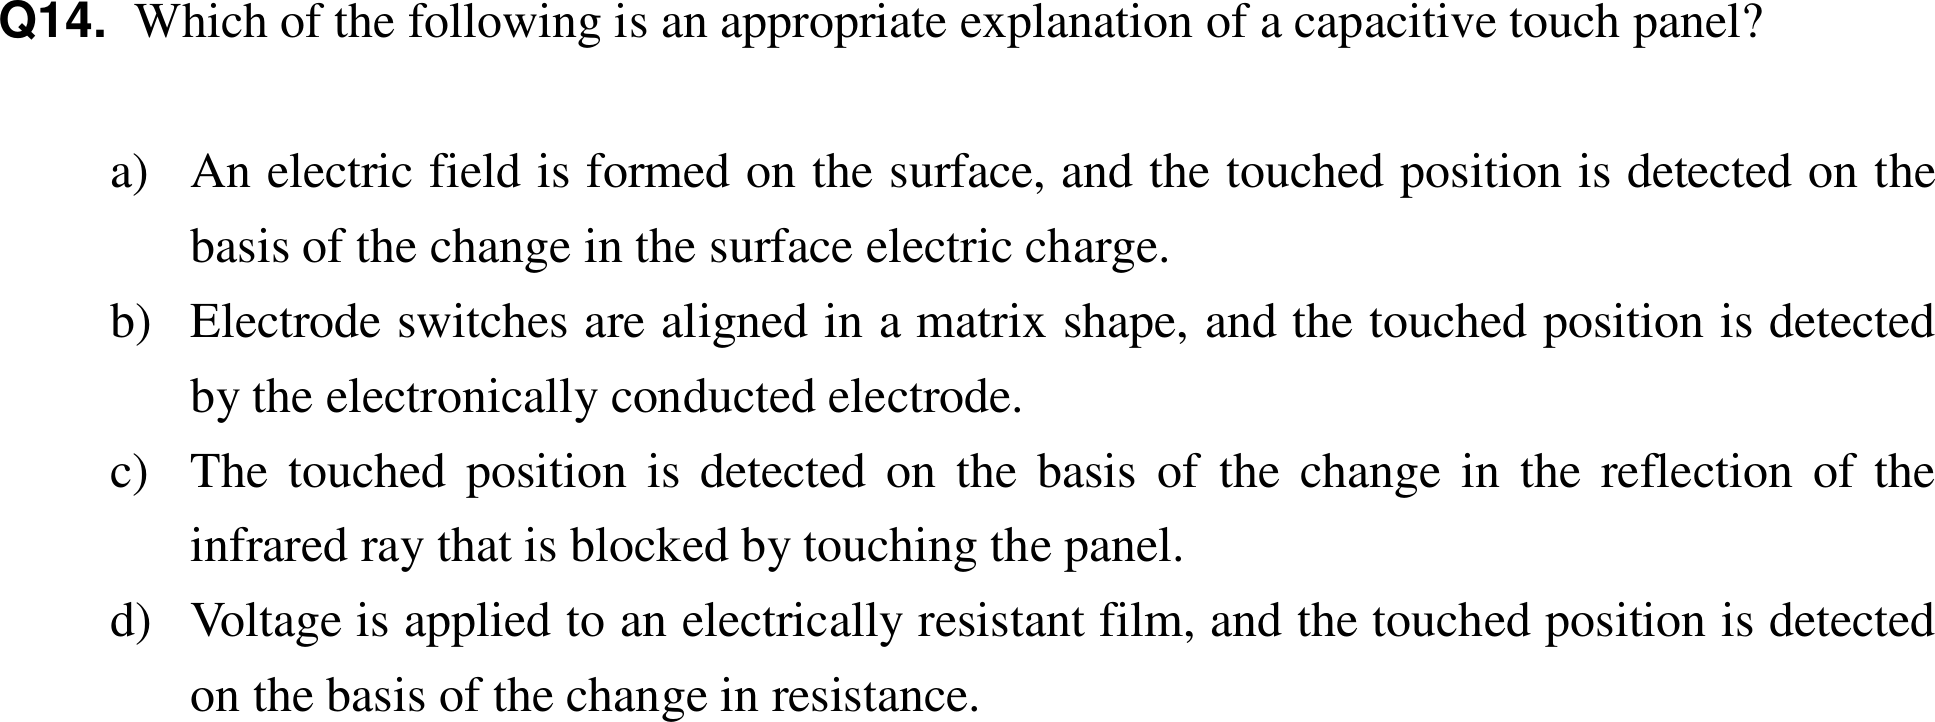 Q14. Which of the following is an appropriate explanation of a capacitive touch panel?
a) An electric field is formed on the surface, and the touched position is detected on the
basis of the change in the surface electric charge.
b) Electrode switches are aligned in a matrix shape, and the touched position is detected
by the electronically conducted electrode.
c) The touched position is detected on the basis of the change in the reflection of the
infrared ray that is blocked by touching the panel.
d) Voltage is applied to an electrically resistant film, and the touched position is detected
on the basis of the change in resistance.